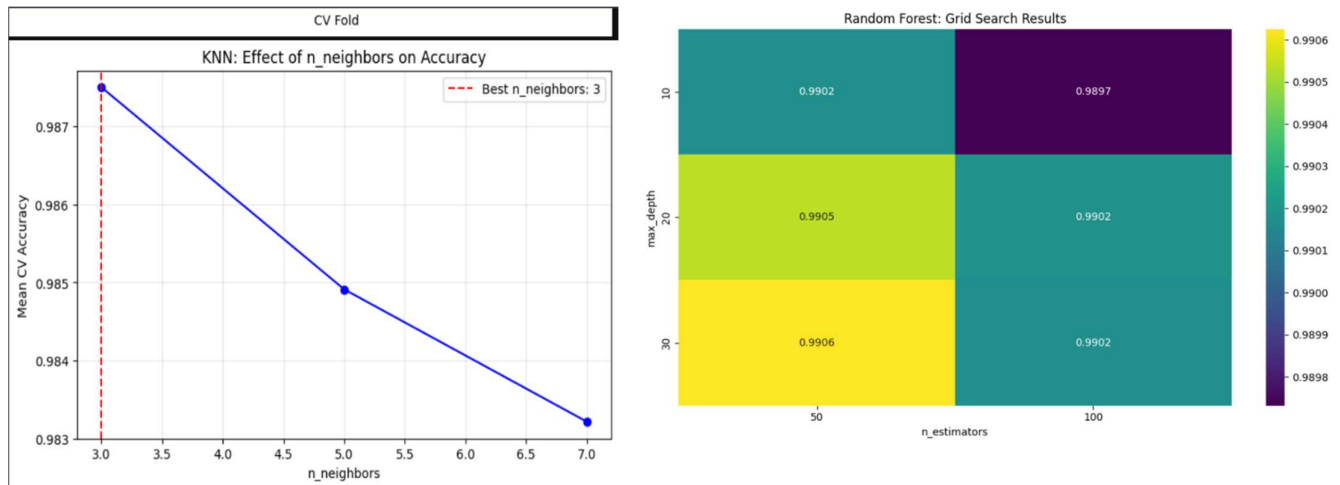 CV Fold
KNN: Effect of n_neighbors on Accuracy
Best n_neighbors: 3
Mean CV Accuracy
0.987
0.986
0.985
0.984
0.983
3.0 3.5 4.0 4.5 5.0 5.5 6.0 6.5 7.0
n_neighbors
Random Forest: Grid Search Results
max_depth
10
20
30
0.9902 0.9897
0.9905 0.9902
0.9906 0.9902
50 100
n_estimators
0.9906
0.9905
0.9904
0.9903
0.9902
0.9901
0.9900
0.9899
0.9898